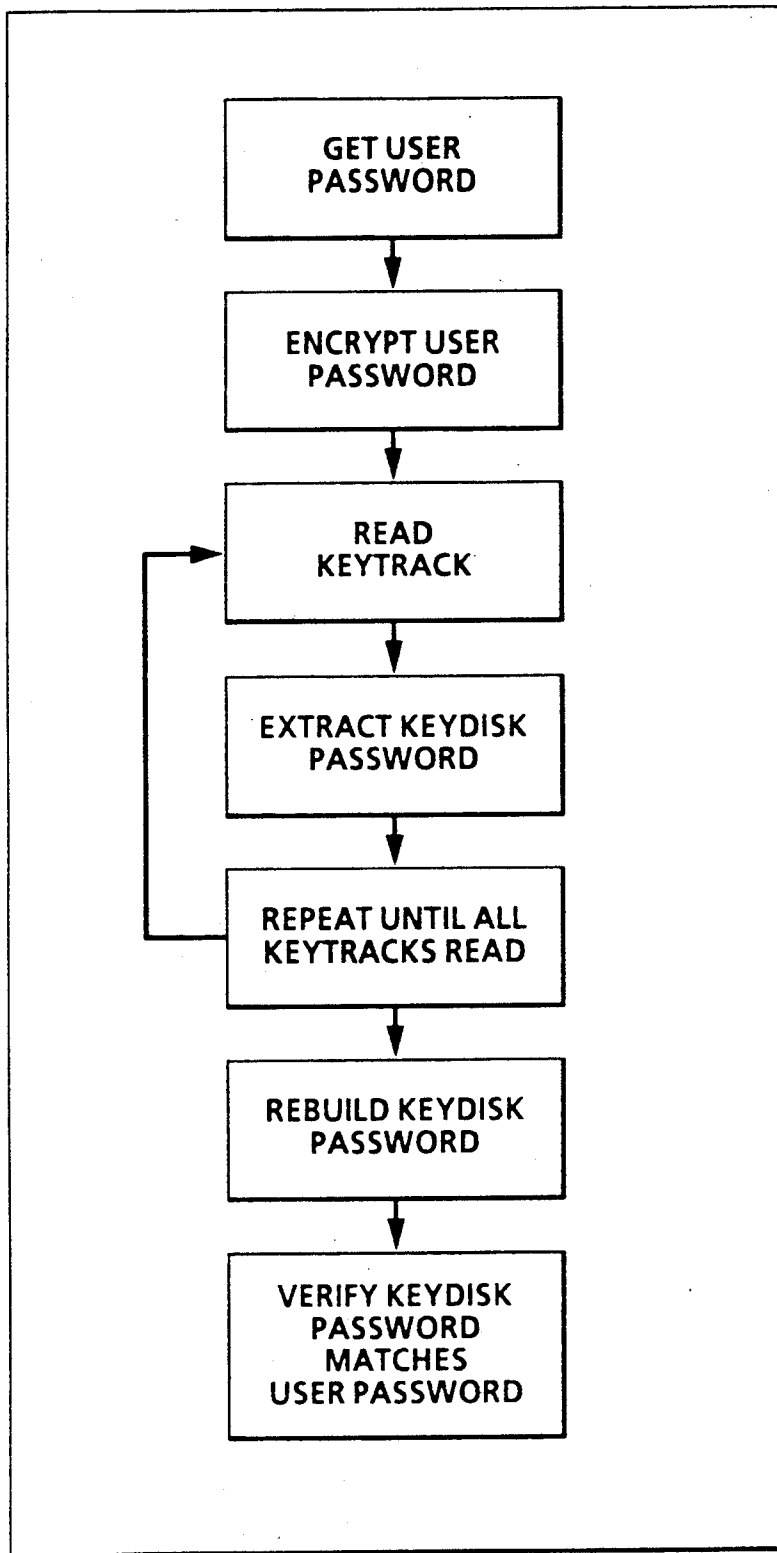 GET USER
PASSWORD
ENCRYPT USER
PASSWORD
READ
KEYTRACK
EXTRACT KEYDISK
PASSWORD
REPEAT UNTIL ALL
KEYTRACKS READ
REBUILD KEYDISK
PASSWORD
VERIFY KEYDISK
PASSWORD
MATCHES
USER PASSWORD